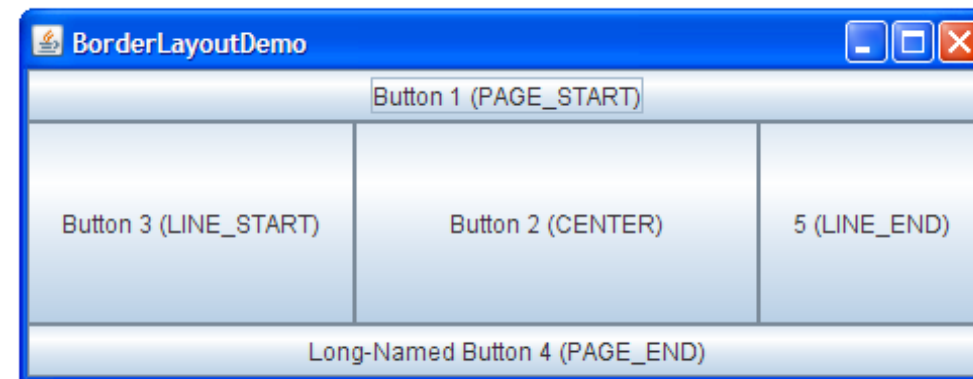 BorderLayoutDemo
Button 1 (PAGE_START)
Button 3 (LINE_START)
Button 2 (CENTER)
5 (LINE_END)
Long-Named Button 4 (PAGE_END)